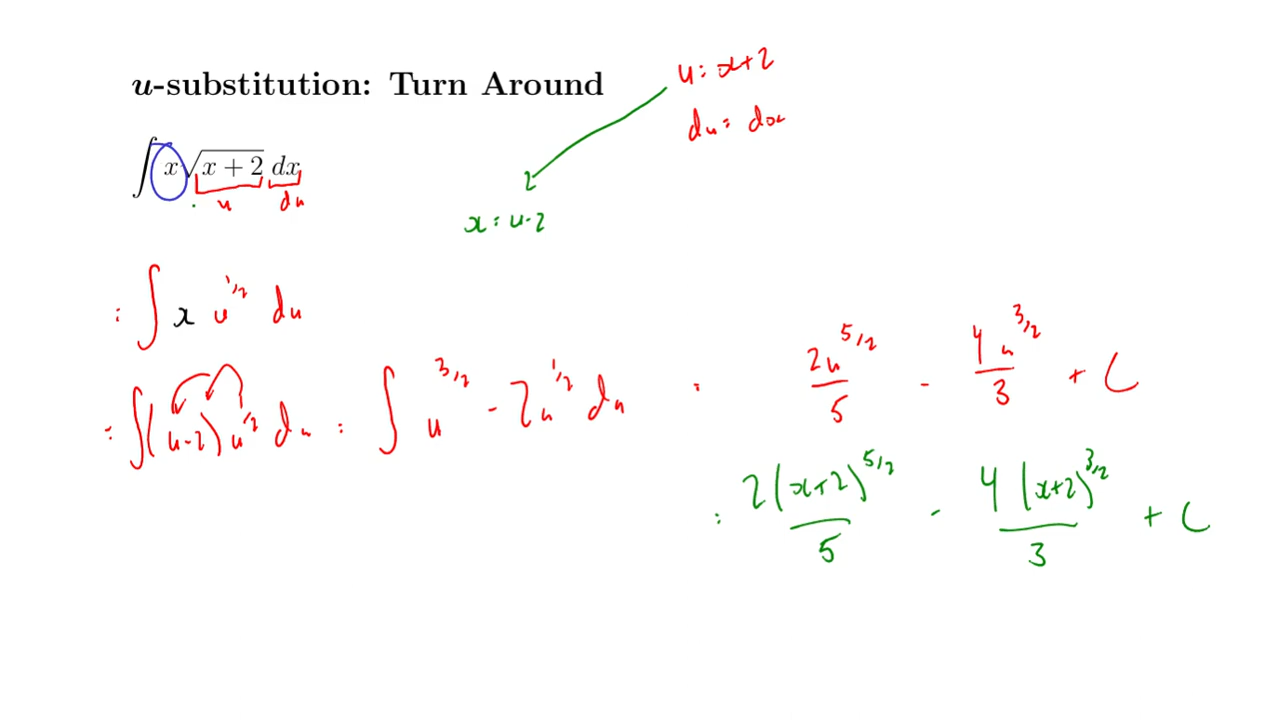 u-substitution: Turn Around
u = x+2
du = dx
∫ x√(x + 2) dx
u du
2
x = u-2
= ∫ x u^{1/2} du
= ∫(u-2)u^{1/2} du = ∫ u^{3/2} - 2u^{1/2} du = 2u^{5/2}/5 - 4u^{3/2}/3 + C
= 2(x+2)^{5/2}/5 - 4(x+2)^{3/2}/3 + C